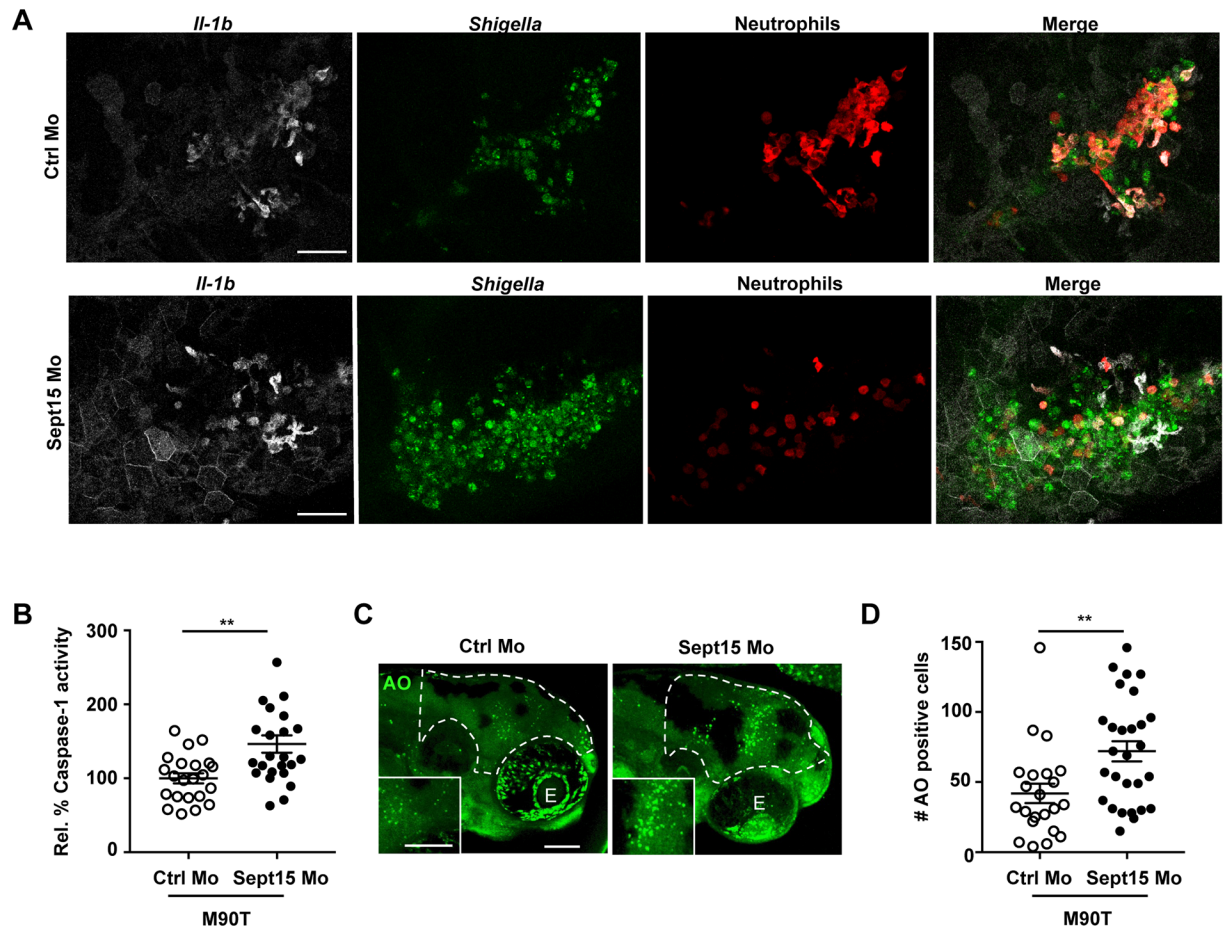 A
Il-1b Shigella Neutrophils Merge
Ctrl Mo
Il-1b Shigella Neutrophils Merge
Sept15 Mo
B
Rel. % Caspase-1 activity
300
200
100
0
**
Ctrl Mo Sept15 Mo
M90T
C
Ctrl Mo Sept15 Mo
AO
E
E
D
# AO positive cells
150
100
50
0
**
Ctrl Mo Sept15 Mo
M90T